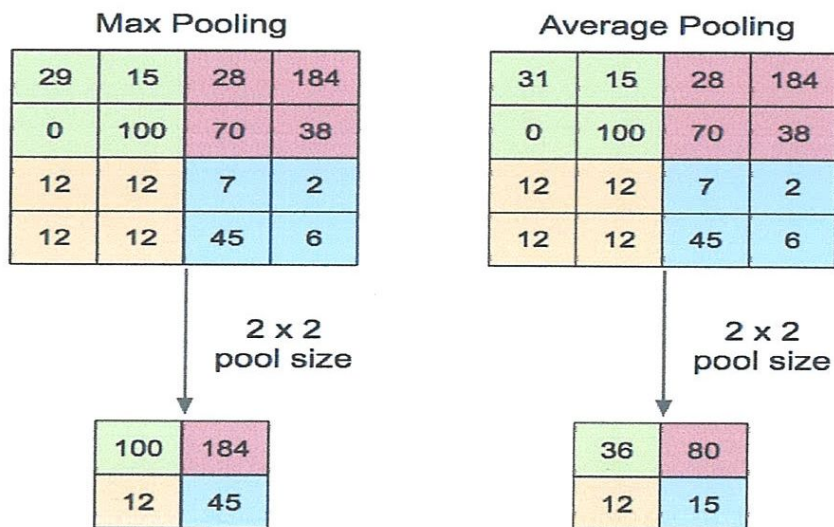 Max Pooling
29 15 28 184
0 100 70 38
12 12 7 2
12 12 45 6
2 x 2
pool size
100 184
12 45
Average Pooling
31 15 28 184
0 100 70 38
12 12 7 2
12 12 45 6
2 x 2
pool size
36 80
12 15